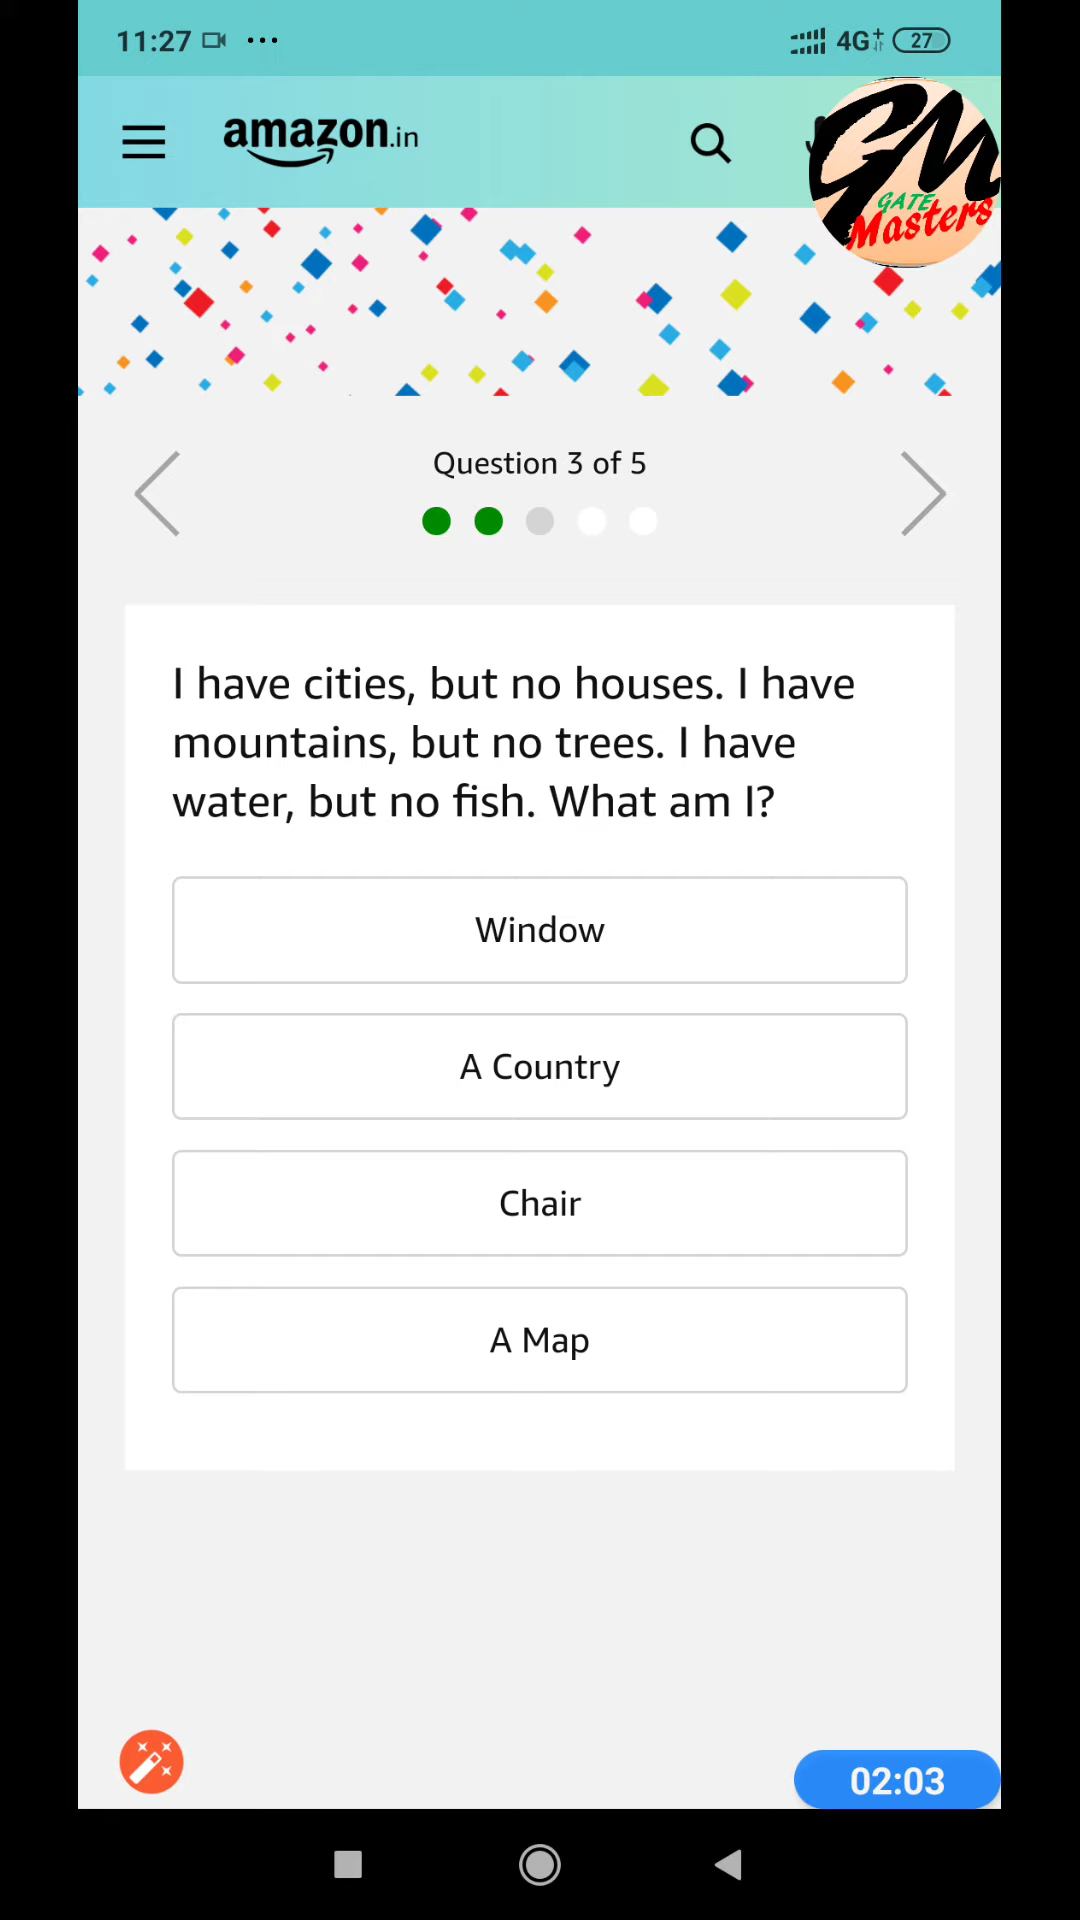 11:27
4G+
27
amazon.in
GM
GATE
Masters
Question 3 of 5
I have cities, but no houses. I have
mountains, but no trees. I have
water, but no fish. What am I?
Window
A Country
Chair
A Map
02:03